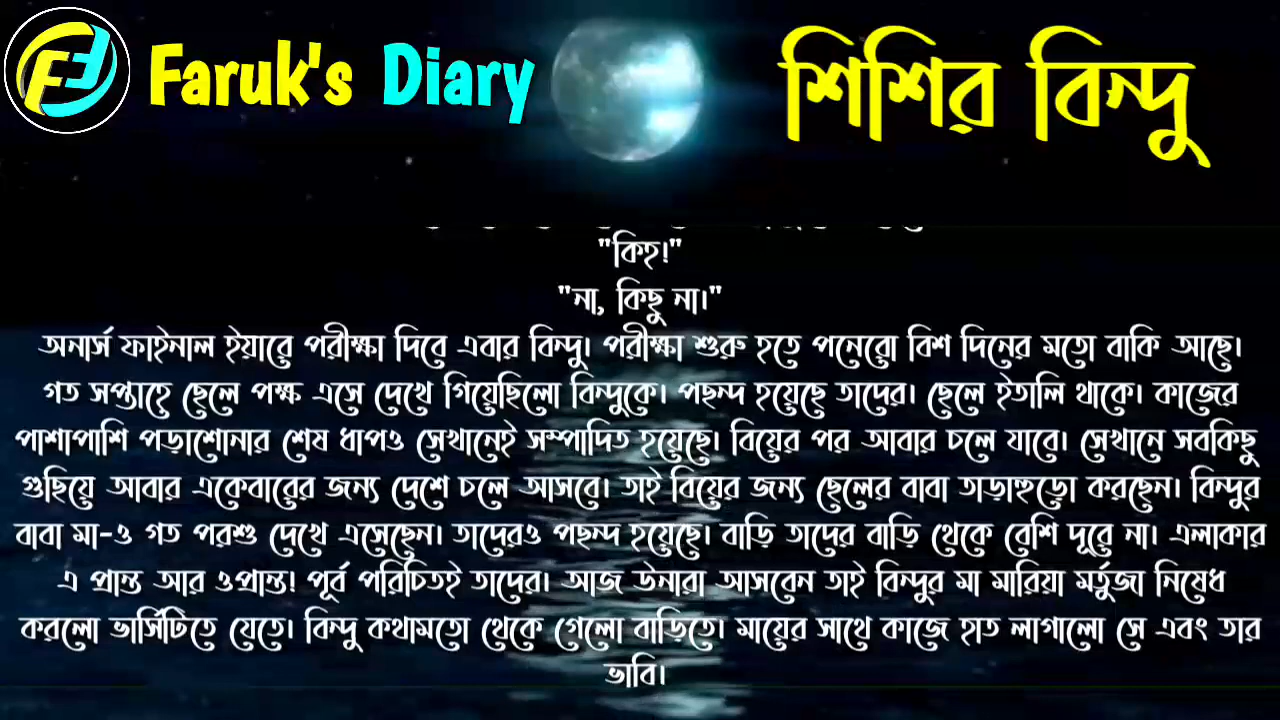 Faruk's Diary
শিশির বিন্দু
"কিহ!"
"না, কিছু না।"
অনার্স ফাইনাল ইয়ারে পরীক্ষা দিবে এবার বিন্দু। পরীক্ষা শুরু হতে পনেরো বিশ দিনের মতো বাকি আছে।
গত সপ্তাহে ছেলে পক্ষ এসে দেখে গিয়েছিলো বিন্দুকে। পছন্দ হয়েছে তাদের। ছেলে ইতালি থাকে। কাজের
পাশাপাশি পড়াশোনার শেষ ধাপও সেখানেই সম্পাদিত হয়েছে। বিয়ের পর আবার চলে যাবে। সেখানে সবকিছু
গুছিয়ে আবার একেবারের জন্য দেশে চলে আসবে। তাই বিয়ের জন্য ছেলের বাবা তাড়াহুড়ো করছেন। বিন্দুর
বাবা মা-ও গত পরশু দেখে এসেছেন। তাদেরও পছন্দ হয়েছে। বাড়ি তাদের বাড়ি থেকে বেশি দূরে না। এলাকার
এ প্রান্ত আর ওপ্রান্ত! পূর্ব পরিচিতই তাদের। আজ উনারা আসবেন তাই বিন্দুর মা মারিয়া মর্তুজা নিষেধ
করলো ভার্সিটিতে যেতে। বিন্দু কথামতো থেকে গেলো বাড়িতে। মায়ের সাথে কাজে হাত লাগালো সে এবং তার
ভাবি।